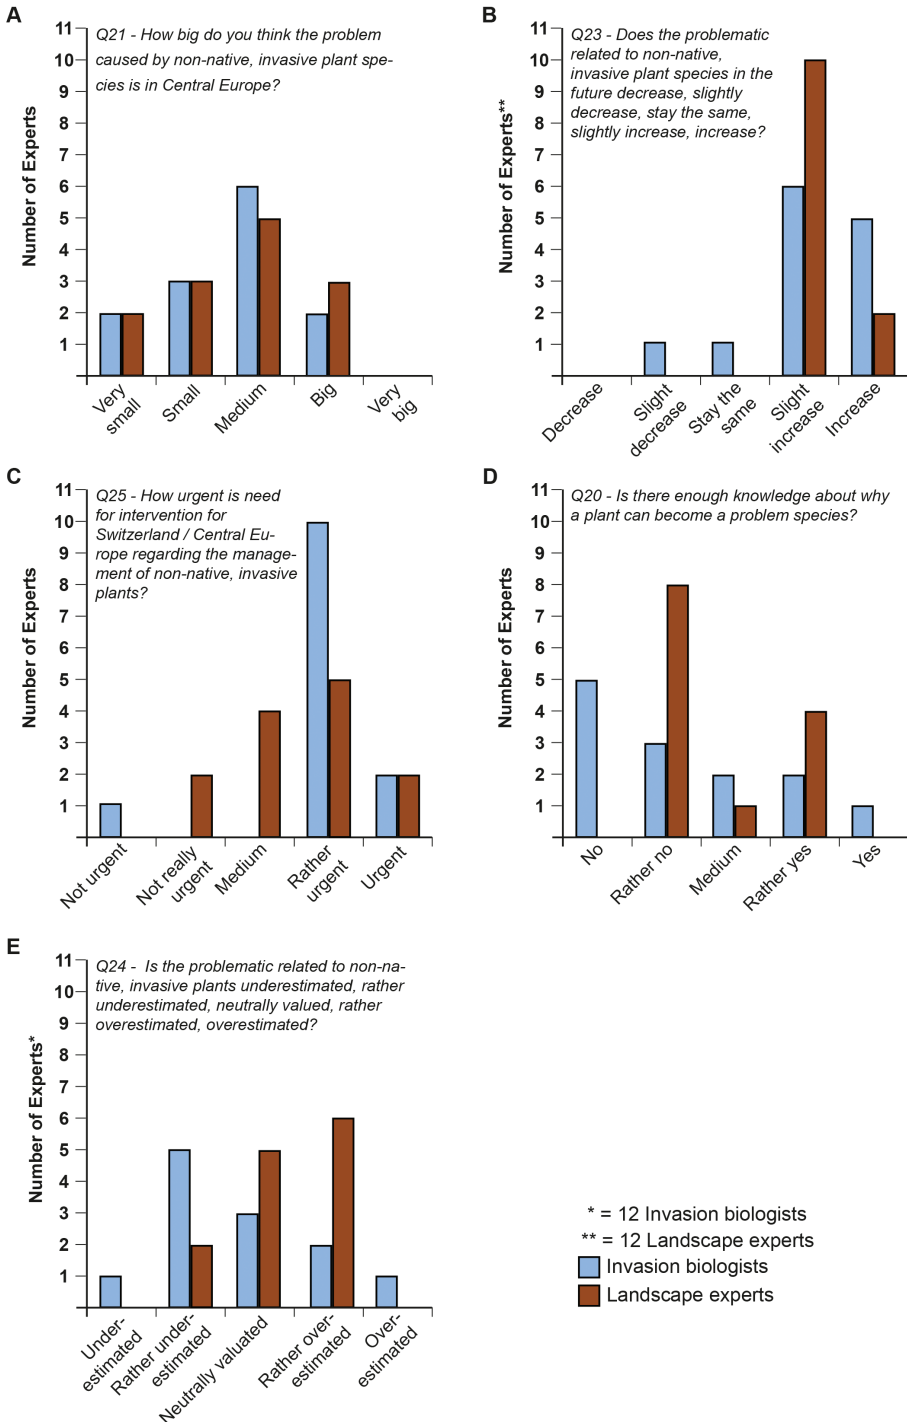 A
Q21 - How big do you think the problem
caused by non-native, invasive plant spe-
cies is in Central Europe?
Number of Experts
11
10
9
8
7
6
5
4
3
2
1
Very
small
Small
Medium
Big
Very
big
B
Q23 - Does the problematic
related to non-native,
invasive plant species in the
future decrease, slightly
decrease, stay the same,
slightly increase, increase?
Number of Experts**
11
10
9
8
7
6
5
4
3
2
1
Decrease
Slight
decrease
Stay the
same
Slight
increase
Increase
C
Q25 - How urgent is need
for intervention for
Switzerland / Central Eu-
rope regarding the manage-
ment of non-native, invasive
plants?
Number of Experts
11
10
9
8
7
6
5
4
3
2
1
Not urgent
Not really
urgent
Medium
Rather
urgent
Urgent
D
Q20 - Is there enough knowledge about why
a plant can become a problem species?
Number of Experts
11
10
9
8
7
6
5
4
3
2
1
No
Rather no
Medium
Rather yes
Yes
E
Q24 -  Is the problematic related to non-na-
tive, invasive plants underestimated, rather
underestimated, neutrally valued, rather
overestimated, overestimated?
Number of Experts*
11
10
9
8
7
6
5
4
3
2
1
Under-
estimated
Rather under-
estimated
Neutrally valuated
Rather over-
estimated
Over-
estimated
* = 12 Invasion biologists
** = 12 Landscape experts
Invasion biologists
Landscape experts